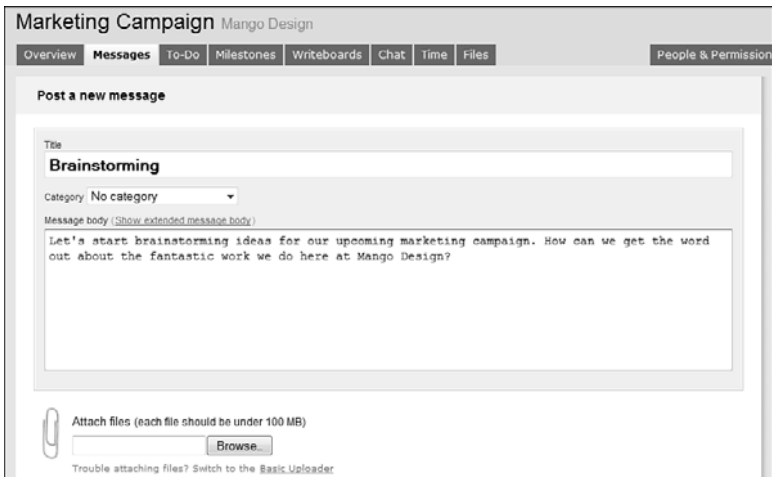 Marketing Campaign Mango Design
Overview Messages To-Do Milestones Writeboards Chat Time Files People & Permission
Post a new message
Title
Brainstorming
Category No category
Message body (Show extended message body)
Let's start brainstorming ideas for our upcoming marketing campaign. How can we get the word
out about the fantastic work we do here at Mango Design?
Attach files (each file should be under 100 MB)
Browse..
Trouble attaching files? Switch to the Basic Uploader